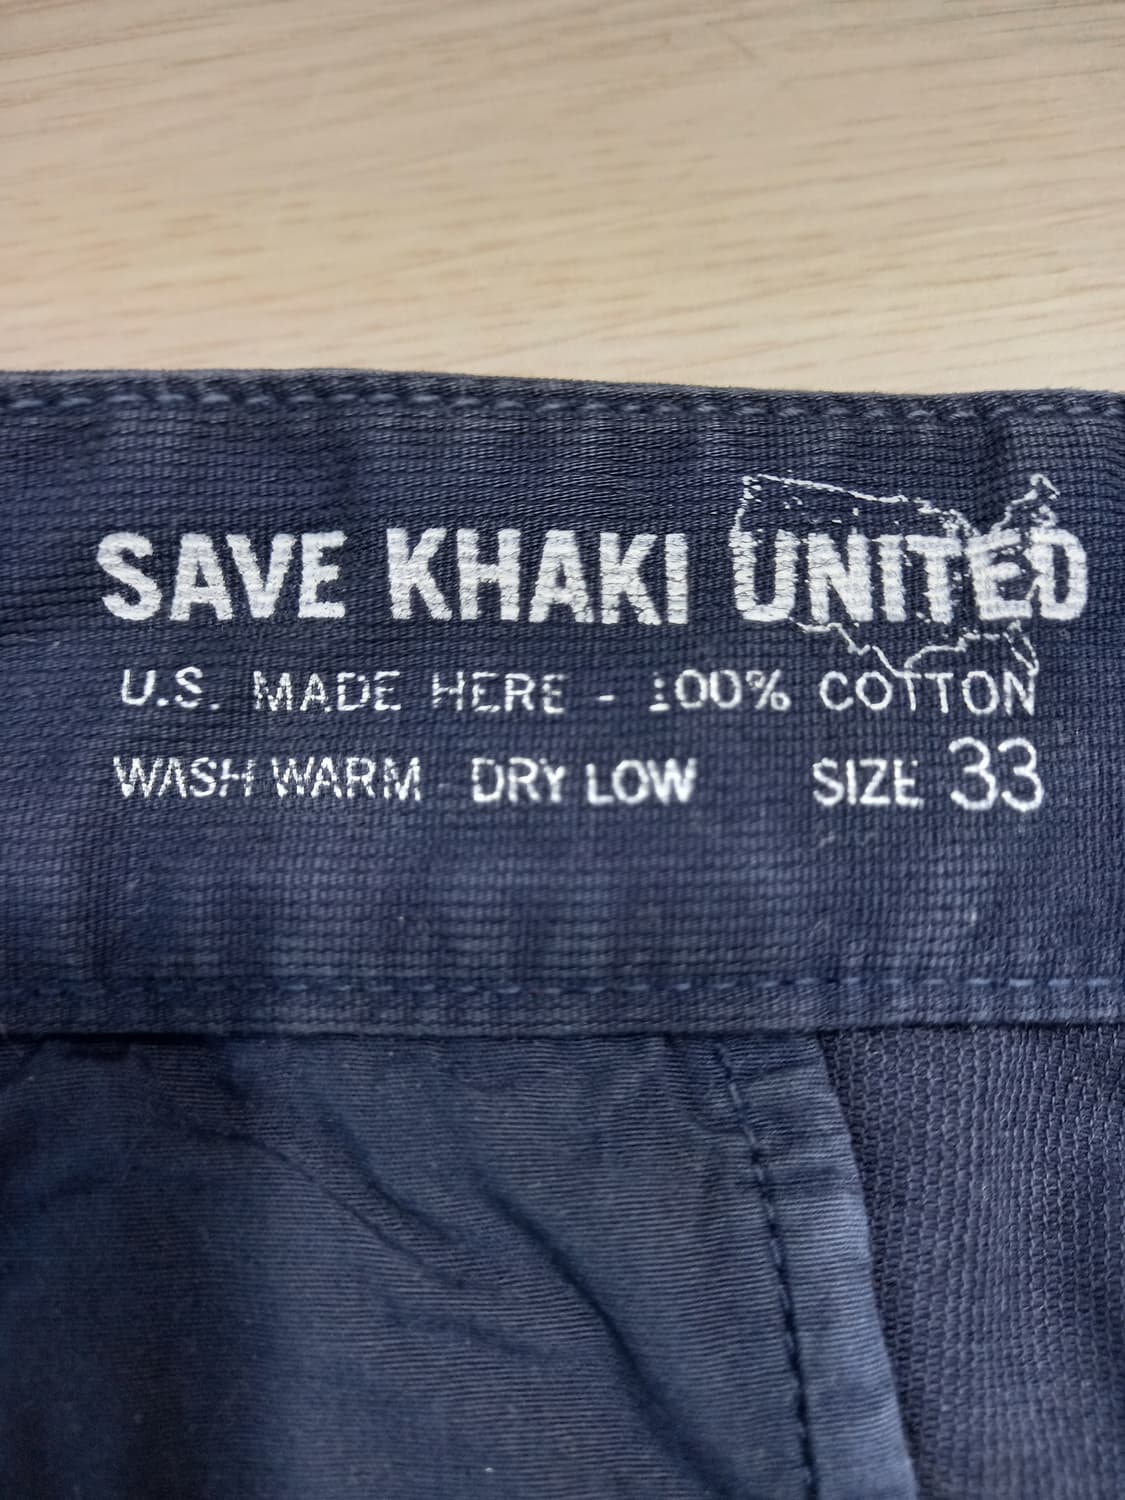 SAVE KHAKI UNITED
U.S. MADE HERE - 100% COTTON
WASH WARM - DRY LOW SIZE 33